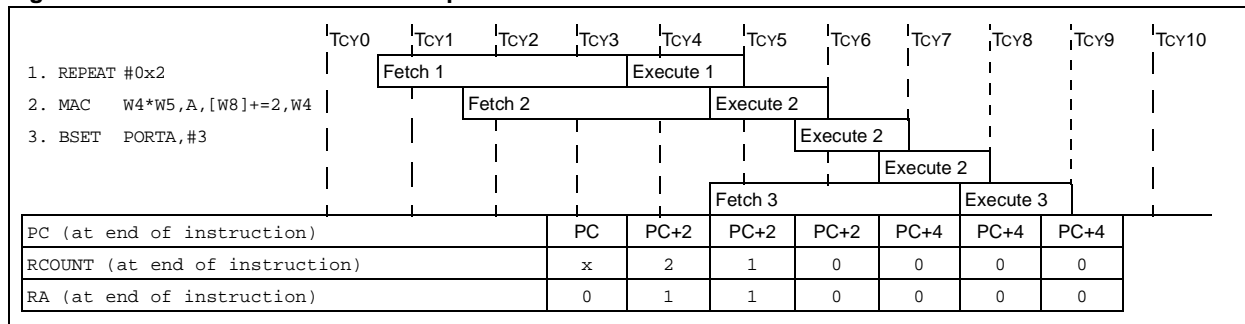 TCY0 TCY1 TCY2 TCY3 TCY4 TCY5 TCY6 TCY7 TCY8 TCY9 TCY10
1. REPEAT #0x2 Fetch 1 Execute 1
2. MAC W4*W5,A,[W8]+=2,W4 Fetch 2 Execute 2
3. BSET PORTA,#3 Execute 2
Execute 2
Fetch 3 Execute 3
PC (at end of instruction) PC PC+2 PC+2 PC+2 PC+4 PC+4 PC+4
RCOUNT (at end of instruction) x 2 1 0 0 0 0
RA (at end of instruction) 0 1 1 0 0 0 0